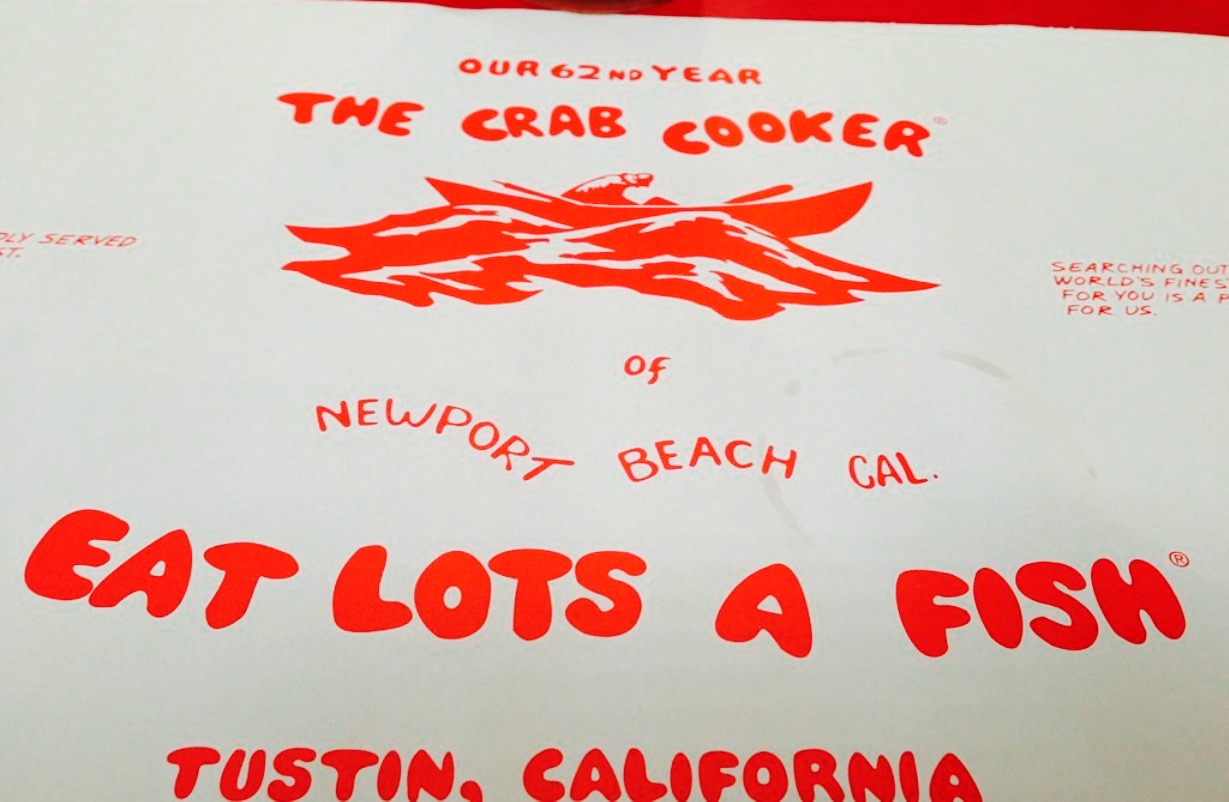 OUR 62ND YEAR
THE CRAB COOKER®
SERVED
SEARCHING OUT
WORLD'S
FOR YOU IS A
FOR US.
of
NEWPORT BEACH CAL.
EAT LOTS A FISH®
TUSTIN, CALIFORNIA